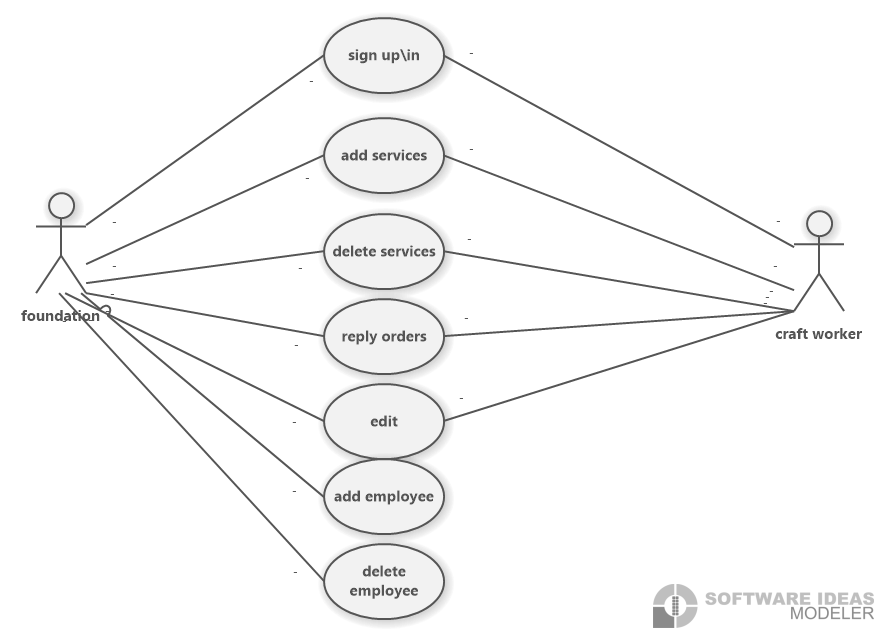 sign up\in
add services
delete services
reply orders
edit
add employee
delete
employee
foundation
craft worker
SOFTWARE IDEAS
MODELER